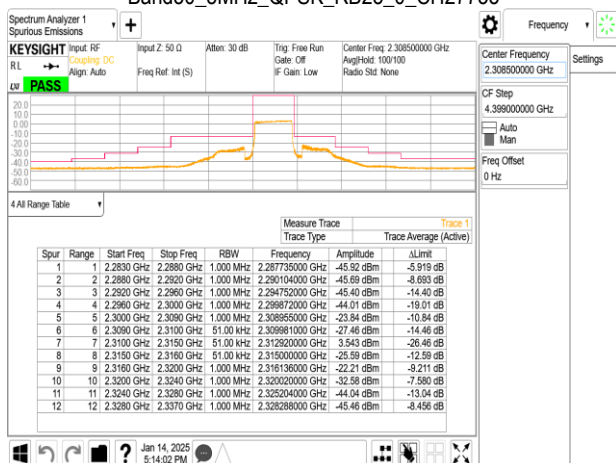 Spectrum Analyzer 1
Spurious Emissions
+
Frequency
KEYSIGHT Input: RF Input Z: 50 Ω Atten: 30 dB Trig: Free Run Center Freq: 2.308500000 GHz
RL Coupling: DC Gate: Off Avg|Hold: 100/100
Align: Auto Freq Ref: Int (S) IF Gain: Low Radio Std: None
LXI PASS
Center Frequency
2.308500000 GHz
Settings
CF Step
4.399000000 GHz
Auto
Man
Freq Offset
0 Hz
20.0
10.0
0.00
-10.0
-20.0
-30.0
-40.0
-50.0
-60.0
4 All Range Table
Measure Trace Trace 1
Trace Type Trace Average (Active)
Spur Range Start Freq Stop Freq RBW Frequency Amplitude ΔLimit
1 1 2.2830 GHz 2.2880 GHz 1.000 MHz 2.287735000 GHz -45.92 dBm -5.919 dB
2 2 2.2880 GHz 2.2920 GHz 1.000 MHz 2.290104000 GHz -45.69 dBm -8.693 dB
3 3 2.2920 GHz 2.2960 GHz 1.000 MHz 2.294752000 GHz -45.40 dBm -14.40 dB
4 4 2.2960 GHz 2.3000 GHz 1.000 MHz 2.299872000 GHz -44.01 dBm -19.01 dB
5 5 2.3000 GHz 2.3090 GHz 1.000 MHz 2.308955000 GHz -23.84 dBm -10.84 dB
6 6 2.3090 GHz 2.3100 GHz 51.00 kHz 2.309981000 GHz -27.46 dBm -14.46 dB
7 7 2.3100 GHz 2.3150 GHz 51.00 kHz 2.312920000 GHz 3.543 dBm -26.46 dB
8 8 2.3150 GHz 2.3160 GHz 51.00 kHz 2.315000000 GHz -25.59 dBm -12.59 dB
9 9 2.3160 GHz 2.3200 GHz 1.000 MHz 2.316136000 GHz -22.21 dBm -9.211 dB
10 10 2.3200 GHz 2.3240 GHz 1.000 MHz 2.320020000 GHz -32.58 dBm -7.580 dB
11 11 2.3240 GHz 2.3280 GHz 1.000 MHz 2.325204000 GHz -44.04 dBm -13.04 dB
12 12 2.3280 GHz 2.3370 GHz 1.000 MHz 2.328288000 GHz -45.46 dBm -8.456 dB
? Jan 14, 2025
5:14:02 PM